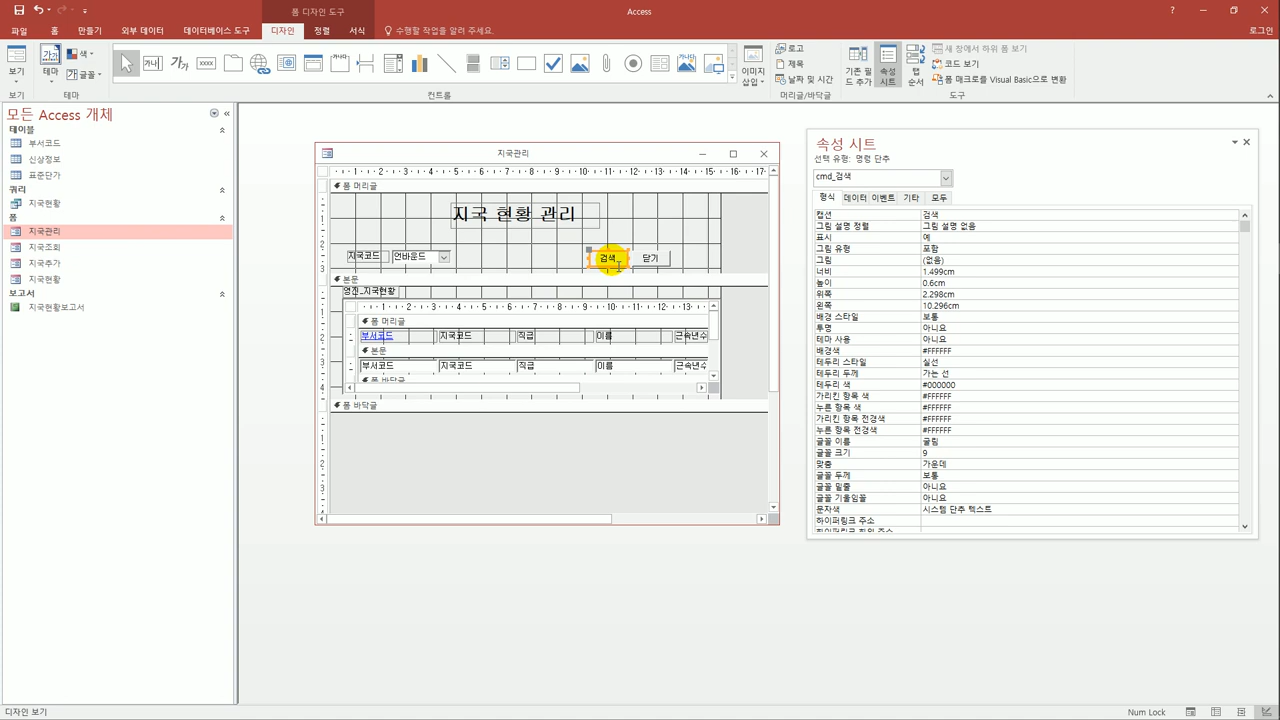 폼 디자인 도구
Access
?
파일
홈
만들기
외부 데이터
데이터베이스 도구
디자인
정렬
서식
수행할 작업을 알려 주세요.
로그인
보기
테마
색
글꼴
이미지 삽입
로고
제목
날짜 및 시간
기존 필드 추가
속성 시트
탭 순서
새 창에서 하위 폼 보기
코드 보기
폼 매크로를 Visual Basic으로 변환
보기
테마
컨트롤
머리글/바닥글
도구
모든 Access 개체
테이블
부서코드
신상정보
표준단가
쿼리
지국현황
폼
지국관리
지국조회
지국추가
지국현황
보고서
지국현황보고서
지국관리
폼 머리글
지국 현황 관리
지국코드
언바운드
검색
닫기
본문
영진_지국현황
폼 머리글
부서코드
지국코드
직급
이름
근속년수
본문
부서코드
지국코드
직급
이름
근속년수
폼 바닥글
폼 바닥글
속성 시트
선택 유형: 명령 단추
cmd_검색
형식 데이터 이벤트 기타 모두
캡션 검색
그림 설명 정렬 그림 설명 없음
표시 예
그림 유형 포함
그림 (없음)
너비 1.499cm
높이 0.6cm
위쪽 2.298cm
왼쪽 10.296cm
배경 스타일 보통
투명 아니요
테마 사용 아니요
배경색 #FFFFFF
테두리 스타일 실선
테두리 두께 가는 선
테두리 색 #000000
가리킨 항목 색 #FFFFFF
누른 항목 색 #FFFFFF
가리킨 항목 전경색 #FFFFFF
누른 항목 전경색 #FFFFFF
글꼴 이름 굴림
글꼴 크기 9
맞춤 가운데
글꼴 두께 보통
글꼴 밑줄 아니요
글꼴 기울임꼴 아니요
문자색 시스템 단추 텍스트
하이퍼링크 주소
하이퍼링크 하위 주소
디자인 보기
Num Lock